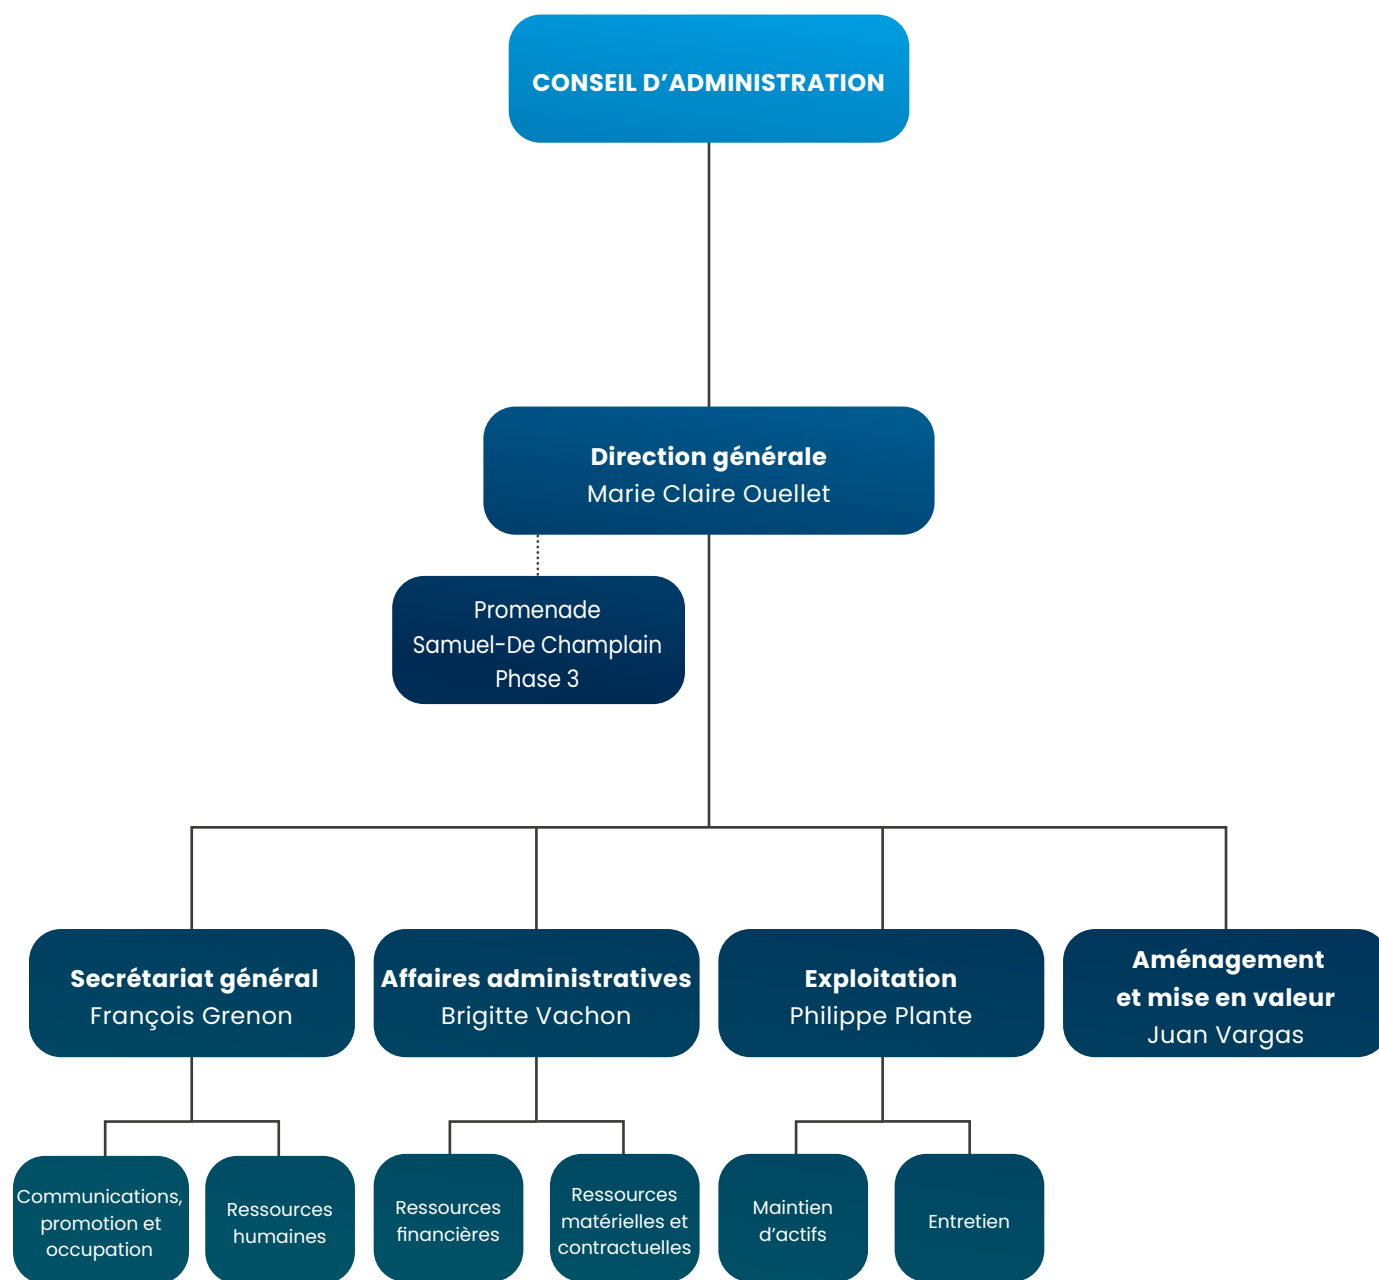 CONSEIL D’ADMINISTRATION
Direction générale
Marie Claire Ouellet
Promenade
Samuel-De Champlain
Phase 3
Secrétariat général
François Grenon
Affaires administratives
Brigitte Vachon
Exploitation
Philippe Plante
Aménagement
et mise en valeur
Juan Vargas
Communications,
promotion et
occupation
Ressources
humaines
Ressources
financières
Ressources
matérielles et
contractuelles
Maintien
d’actifs
Entretien